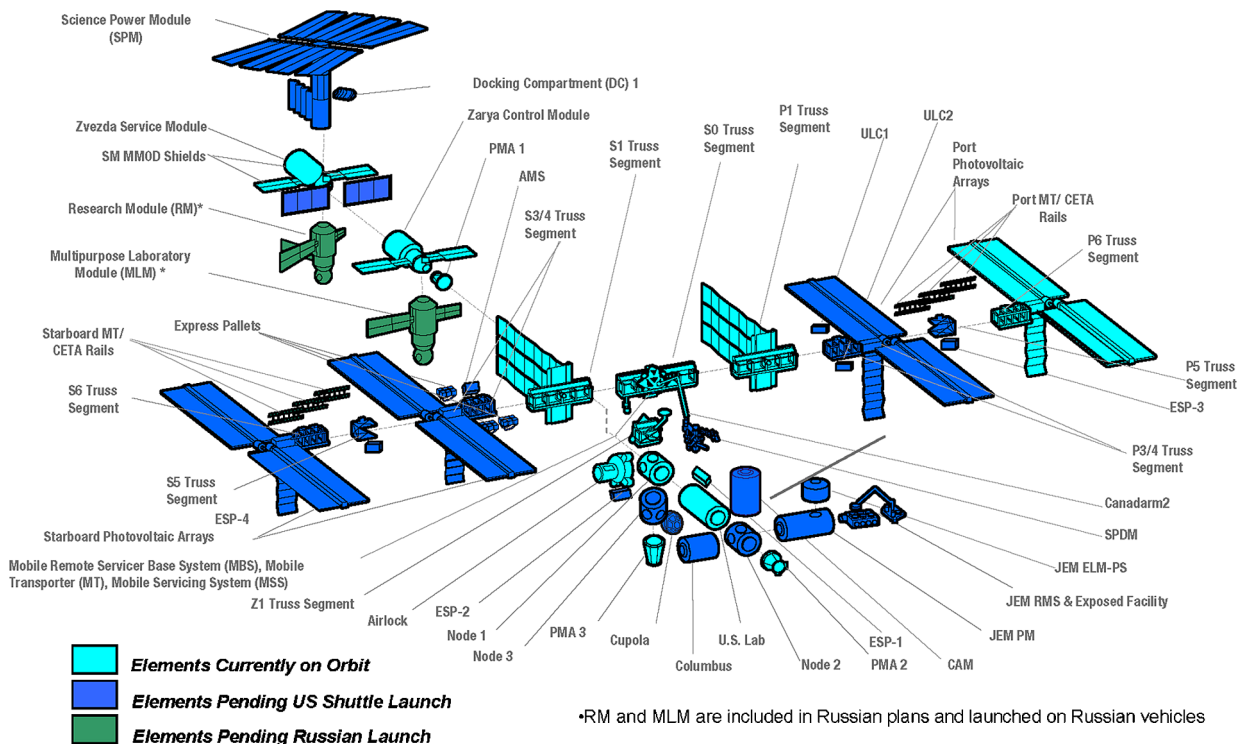 Science Power Module
(SPM)
Docking Compartment (DC) 1
Zvezda Service Module
Zarya Control Module
SM MMOD Shields
PMA 1
AMS
S1 Truss
Segment
S0 Truss
Segment
P1 Truss
Segment
ULC1
ULC2
Port
Photovoltaic
Arrays
Port MT/ CETA
Rails
P6 Truss
Segment
Research Module (RM)*
S3/4 Truss
Segment
Multipurpose Laboratory
Module (MLM) *
Starboard MT/
CETA Rails
Express Pallets
S6 Truss
Segment
P5 Truss
Segment
ESP-3
P3/4 Truss
Segment
S5 Truss
Segment
ESP-4
Starboard Photovoltaic Arrays
Canadarm2
SPDM
JEM ELM-PS
JEM RMS & Exposed Facility
JEM PM
Mobile Remote Servicer Base System (MBS), Mobile
Transporter (MT), Mobile Servicing System (MSS)
Z1 Truss Segment
Airlock
ESP-2
Node 1
Node 3
PMA 3
Cupola
Columbus
U.S. Lab
Node 2
ESP-1
PMA 2
CAM
Elements Currently on Orbit
Elements Pending US Shuttle Launch
Elements Pending Russian Launch
•RM and MLM are included in Russian plans and launched on Russian vehicles